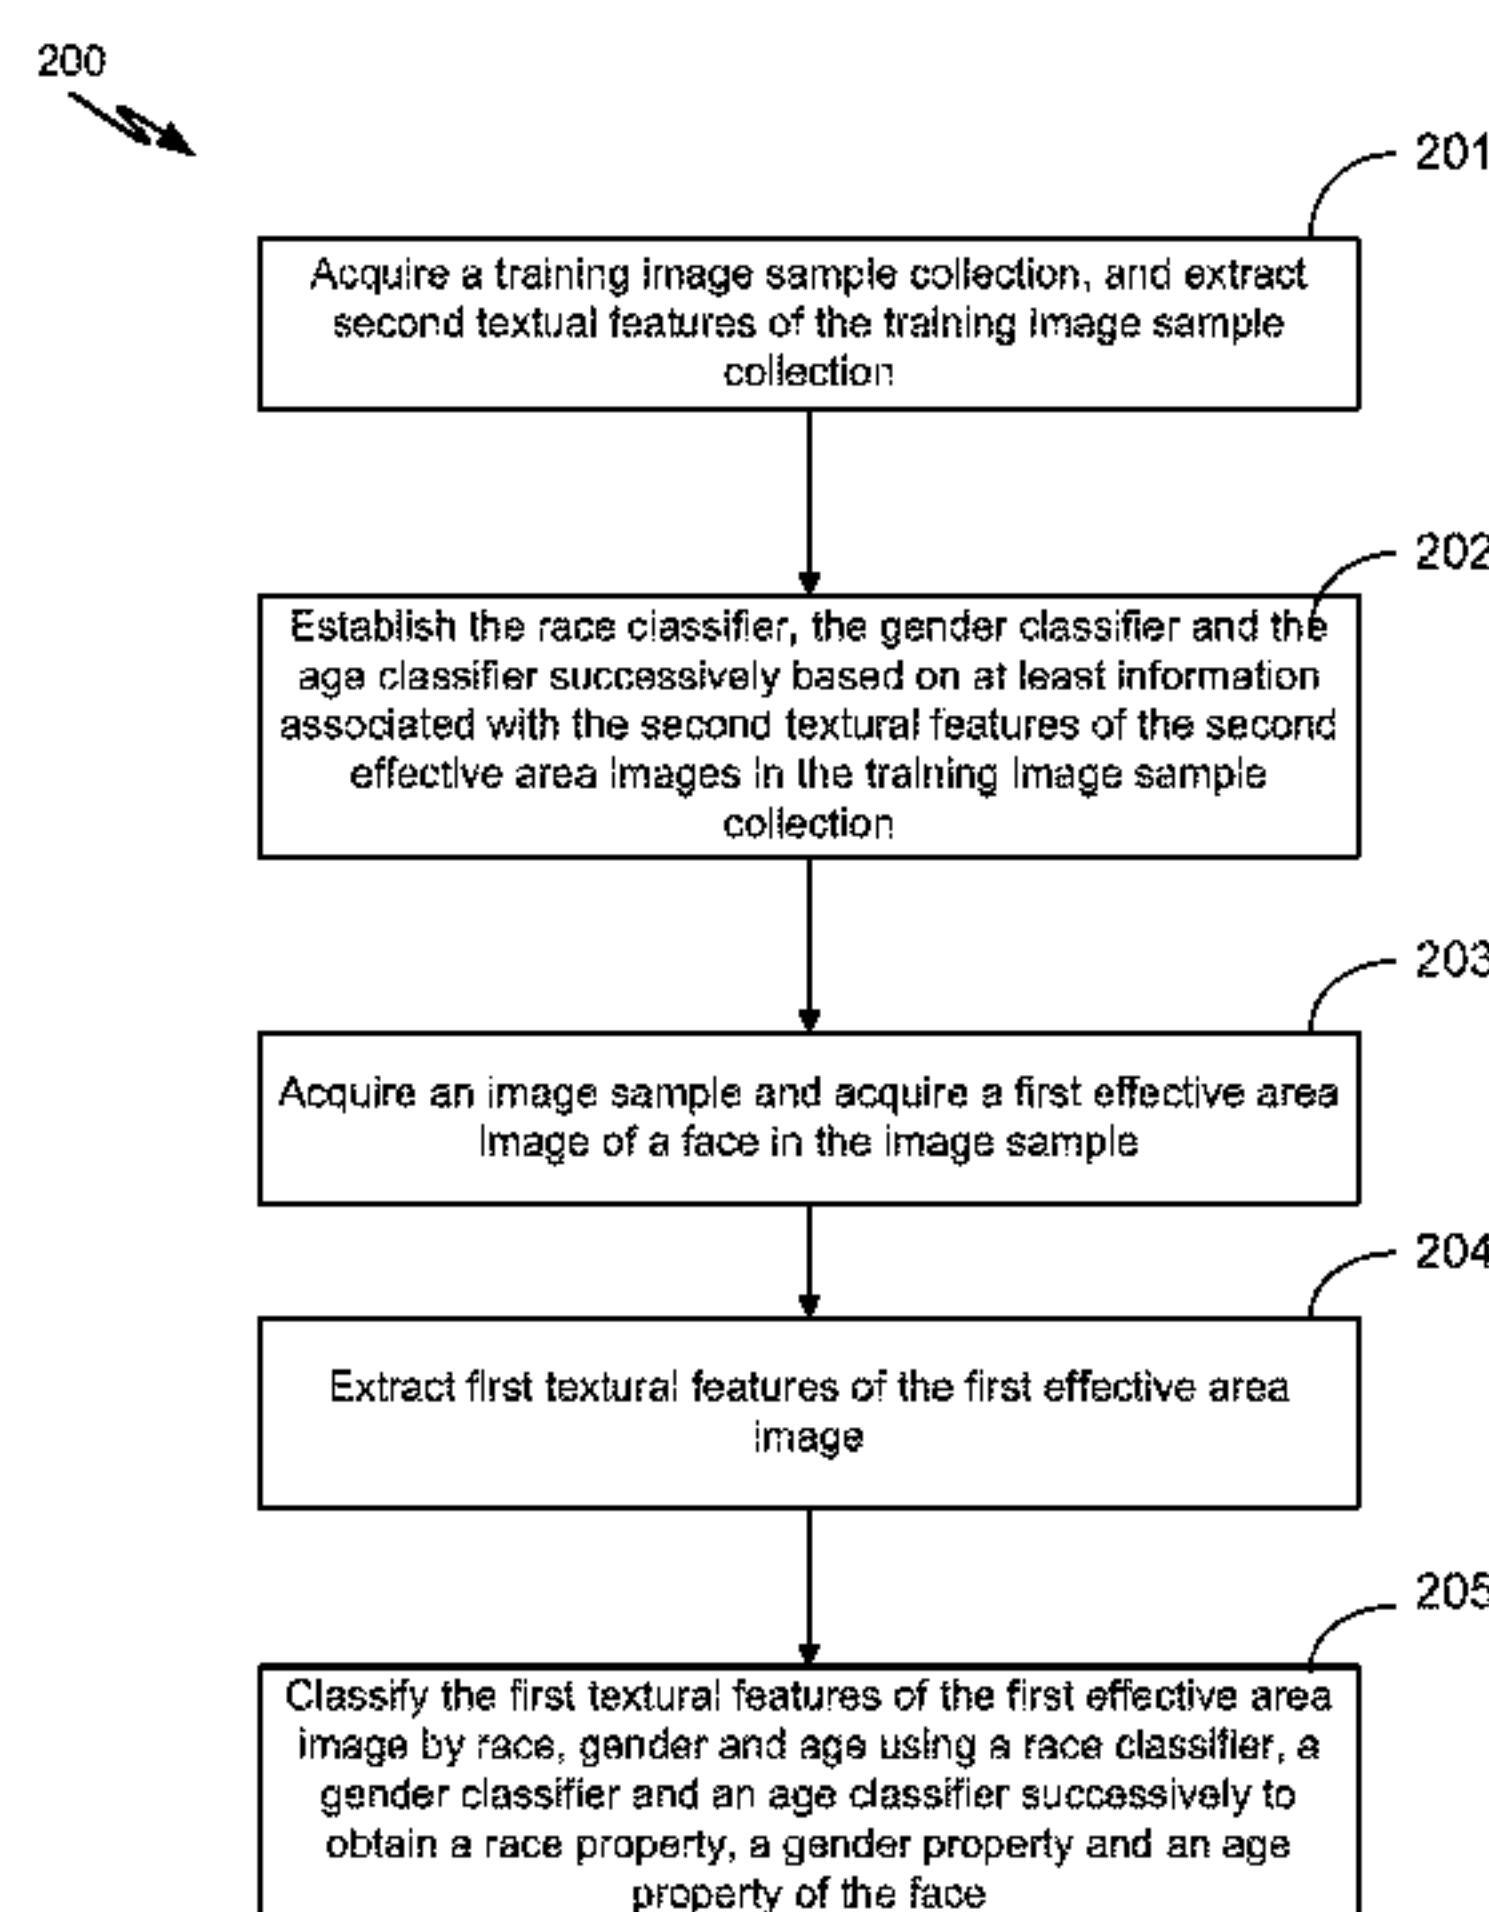 200
201
Acquire a training image sample collection, and extract
second textual features of the training image sample
collection
202
Establish the race classifier, the gender classifier and the
age classifier successively based on at least information
associated with the second textural features of the second
effective area images in the training image sample
collection
203
Acquire an image sample and acquire a first effective area
image of a face in the image sample
204
Extract first textural features of the first effective area
image
205
Classify the first textural features of the first effective area
image by race, gender and age using a race classifier, a
gender classifier and an age classifier successively to
obtain a race property, a gender property and an age
property of the face